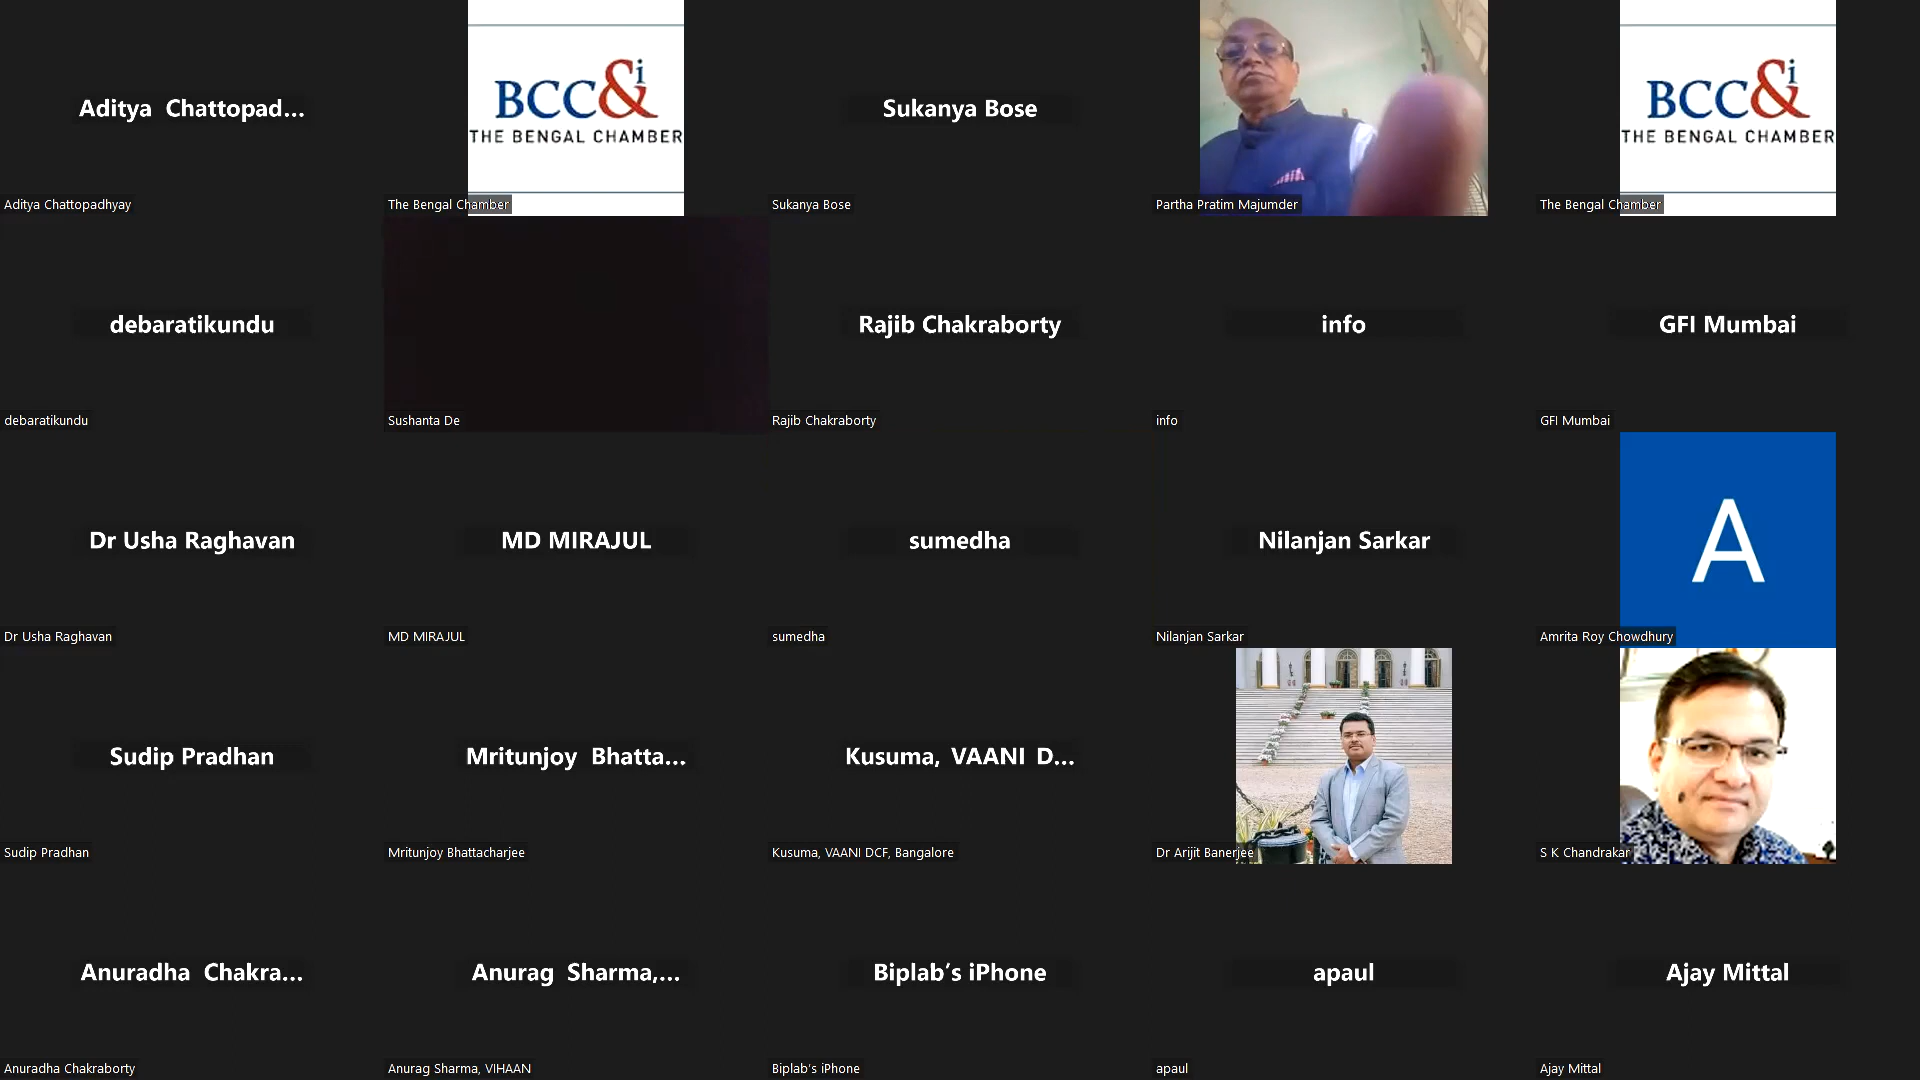 Aditya Chattopad...
BCC&i
THE BENGAL CHAMBER
Sukanya Bose
BCC&i
THE BENGAL CHAMBER
Aditya Chattopadhyay
The Bengal Chamber
Sukanya Bose
Partha Pratim Majumder
The Bengal Chamber
debaratikundu
Rajib Chakraborty
info
GFI Mumbai
debaratikundu
Sushanta De
Rajib Chakraborty
info
GFI Mumbai
Dr Usha Raghavan
MD MIRAJUL
sumedha
Nilanjan Sarkar
A
Dr Usha Raghavan
MD MIRAJUL
sumedha
Nilanjan Sarkar
Amrita Roy Chowdhury
Sudip Pradhan
Mritunjoy Bhatta...
Kusuma, VAANI D...
Sudip Pradhan
Mritunjoy Bhattacharjee
Kusuma, VAANI DCF, Bangalore
Dr Arijit Banerjee
S K Chandrakar
Anuradha Chakra...
Anurag Sharma,...
Biplab's iPhone
apaul
Ajay Mittal
Anuradha Chakraborty
Anurag Sharma, VIHAAN
Biplab's iPhone
apaul
Ajay Mittal